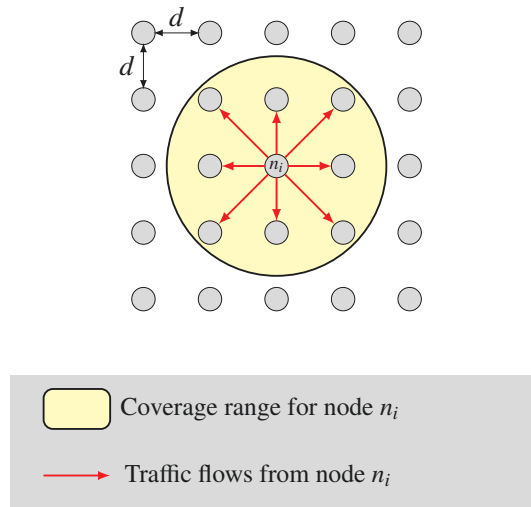 d
d
n_i
Coverage range for node n_i
Traffic flows from node n_i